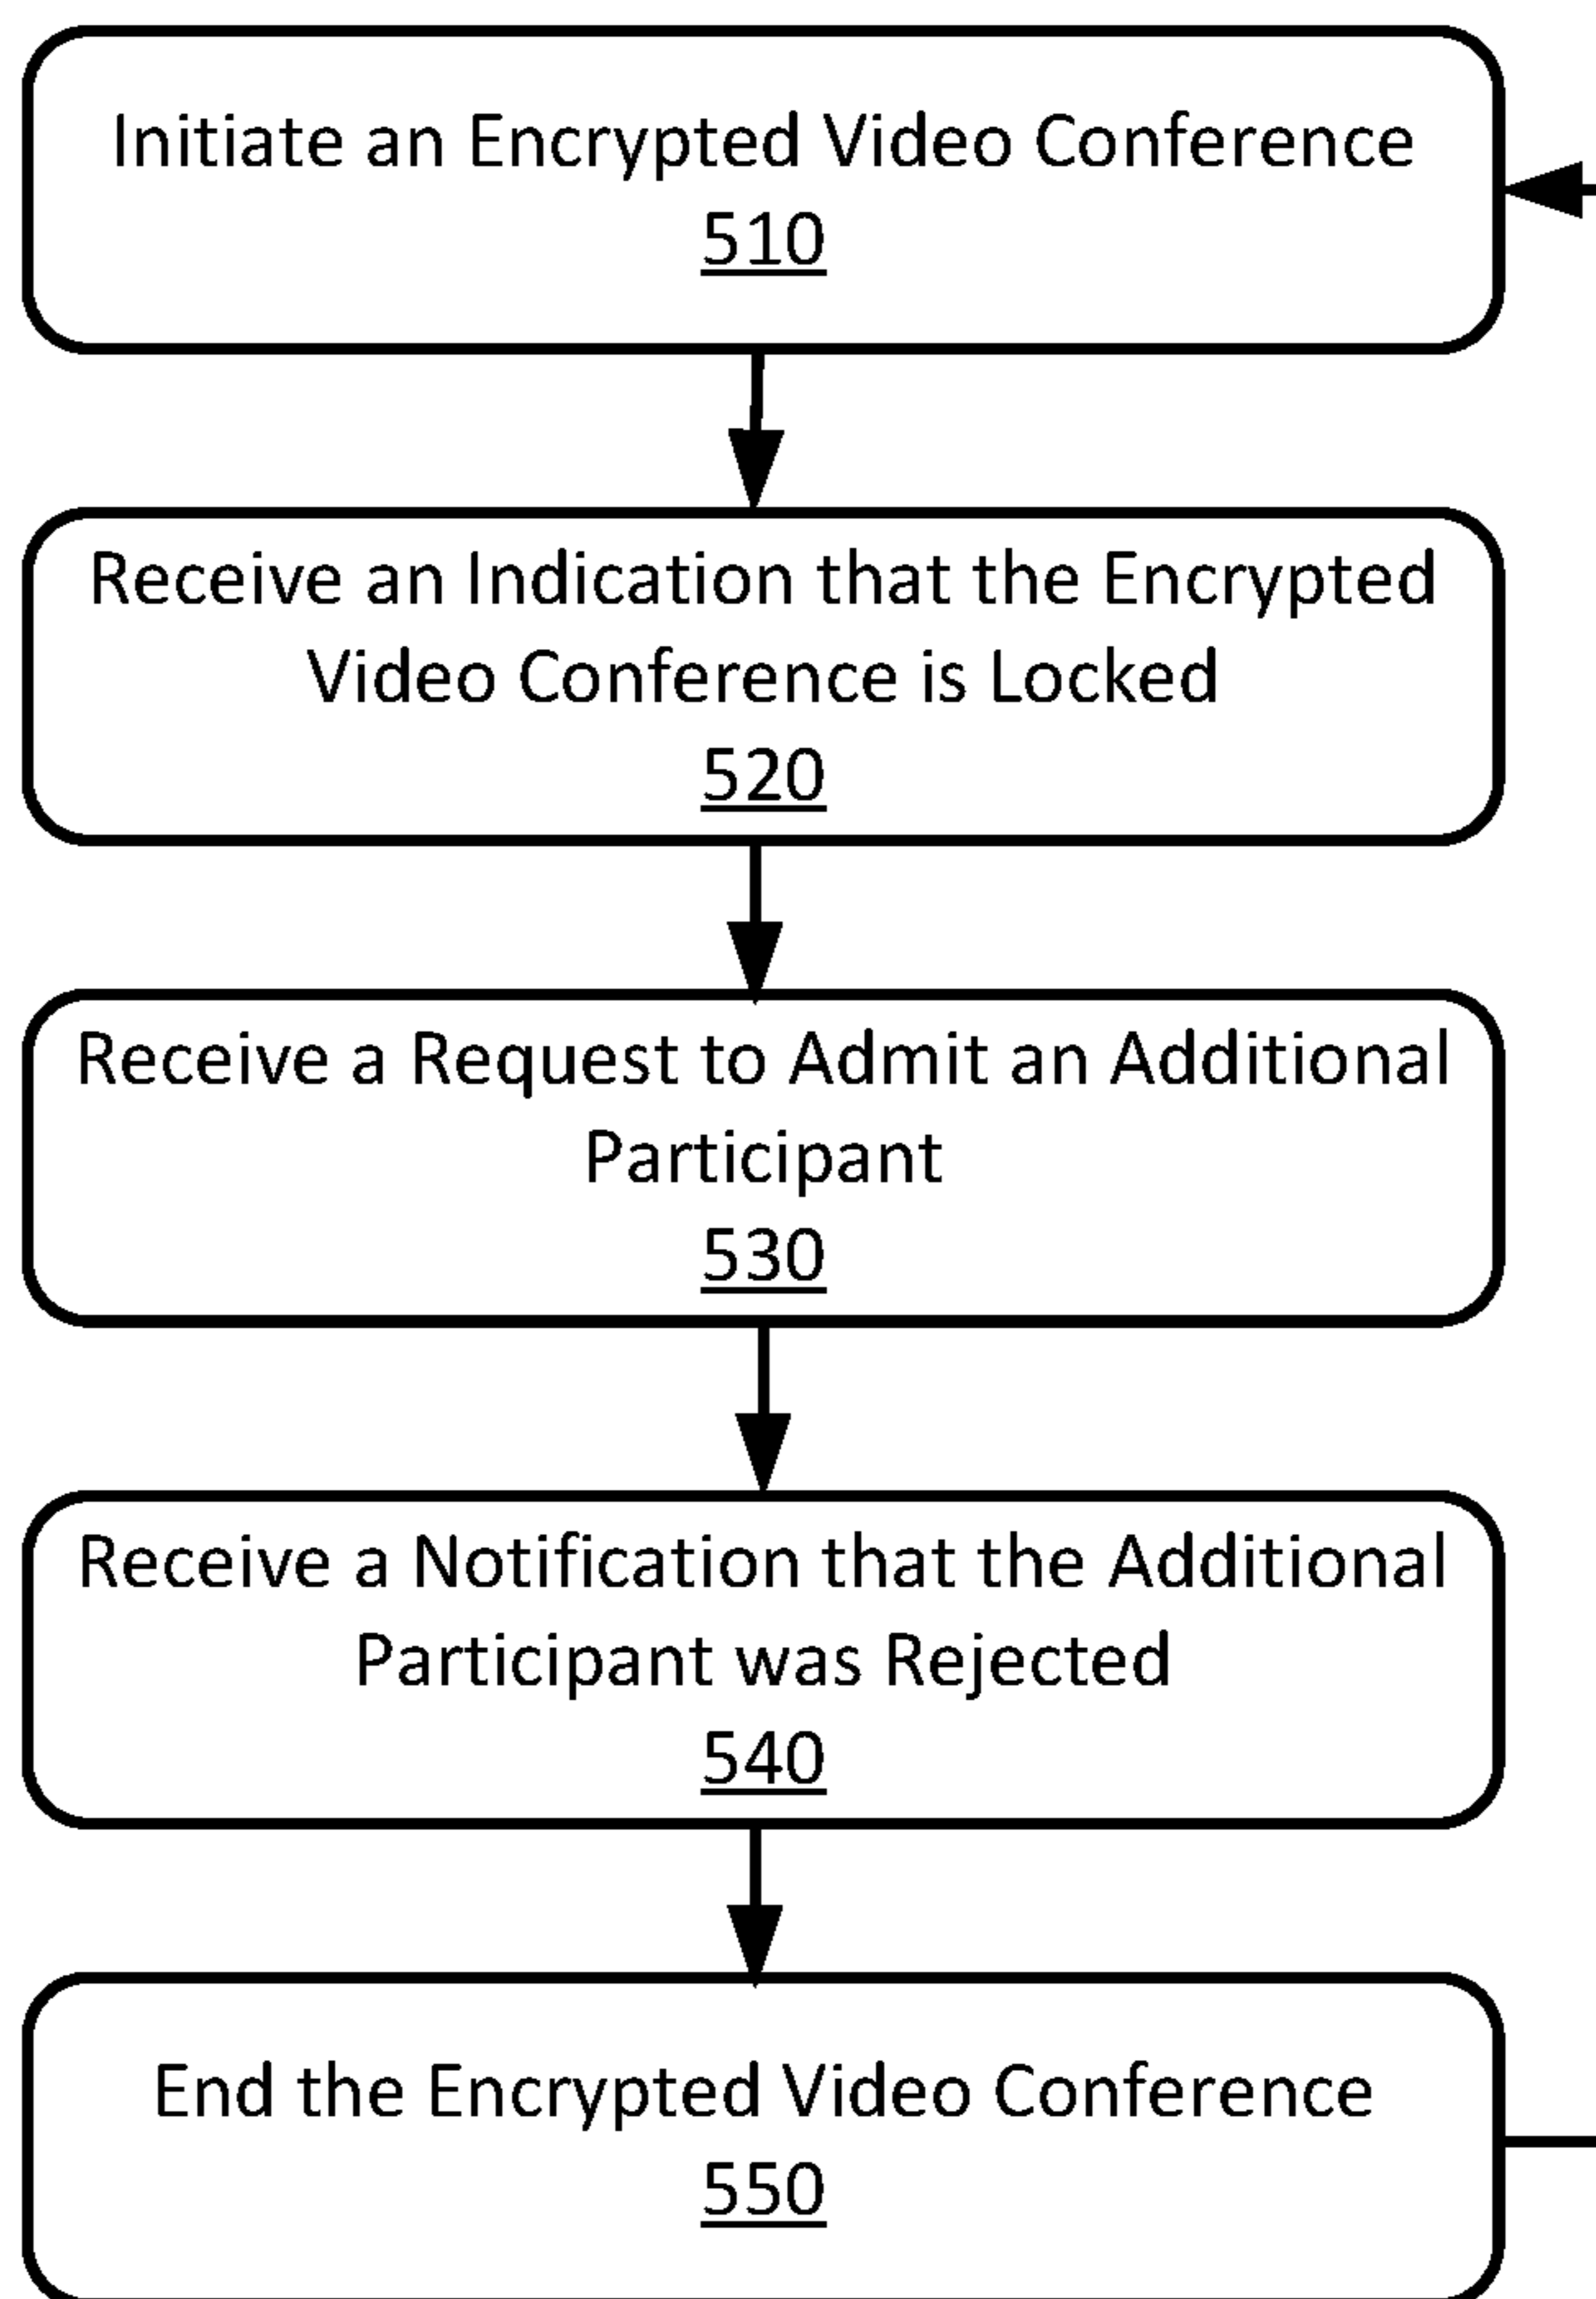 Initiate an Encrypted Video Conference
510
Receive an Indication that the Encrypted
Video Conference is Locked
520
Receive a Request to Admit an Additional
Participant
530
Receive a Notification that the Additional
Participant was Rejected
540
End the Encrypted Video Conference
550